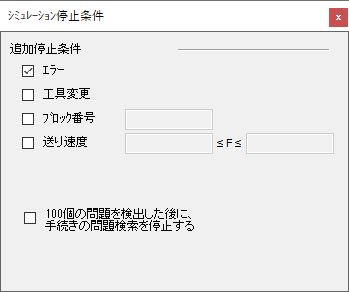 ｼﾐｭﾚｰｼｮﾝ停止条件
x
追加停止条件
ｴﾗｰ
工具変更
ﾌﾞﾛｯｸ番号
送り速度
≤ F ≤
100個の問題を検出した後に、
手続きの問題検索を停止する